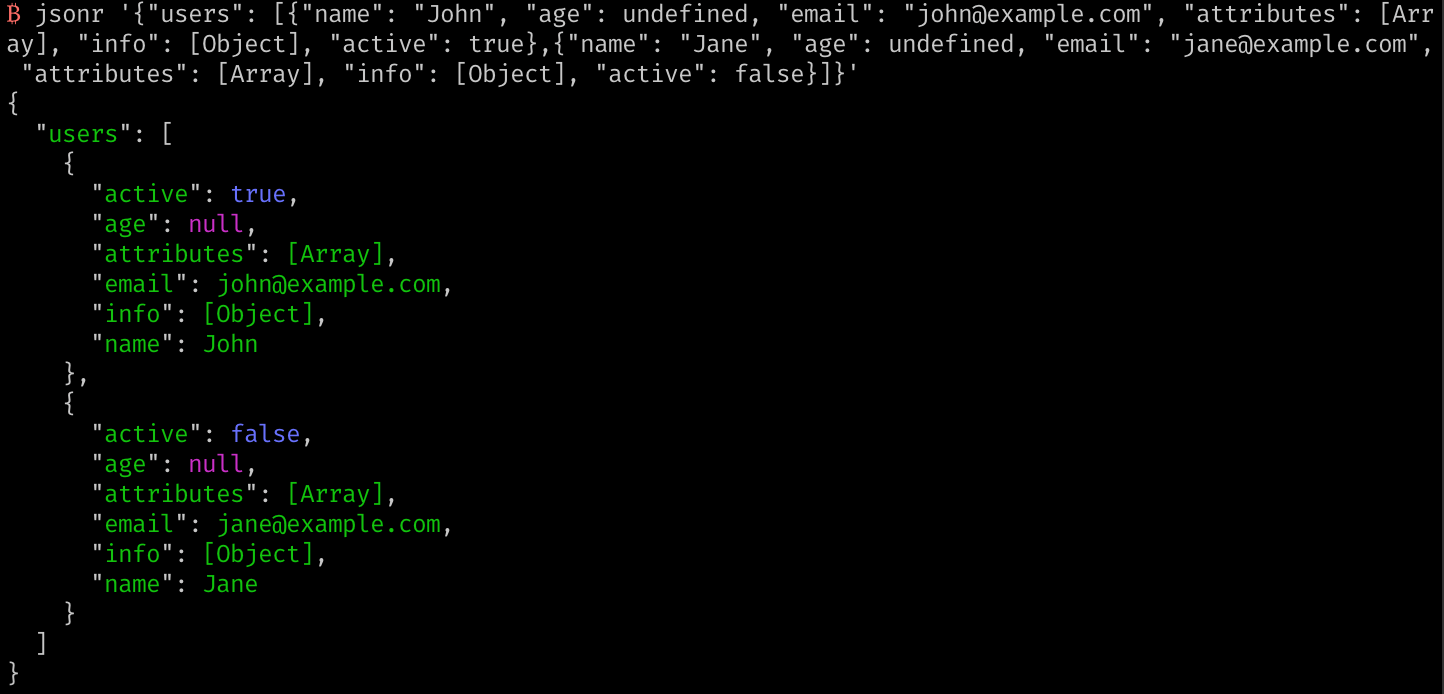 ₿ jsonr '{"users": [{"name": "John", "age": undefined, "email": "john@example.com", "attributes": [Arr
ay], "info": [Object], "active": true},{"name": "Jane", "age": undefined, "email": "jane@example.com",
 "attributes": [Array], "info": [Object], "active": false}]}'
{
  "users": [
    {
      "active": true,
      "age": null,
      "attributes": [Array],
      "email": john@example.com,
      "info": [Object],
      "name": John
    },
    {
      "active": false,
      "age": null,
      "attributes": [Array],
      "email": jane@example.com,
      "info": [Object],
      "name": Jane
    }
  ]
}